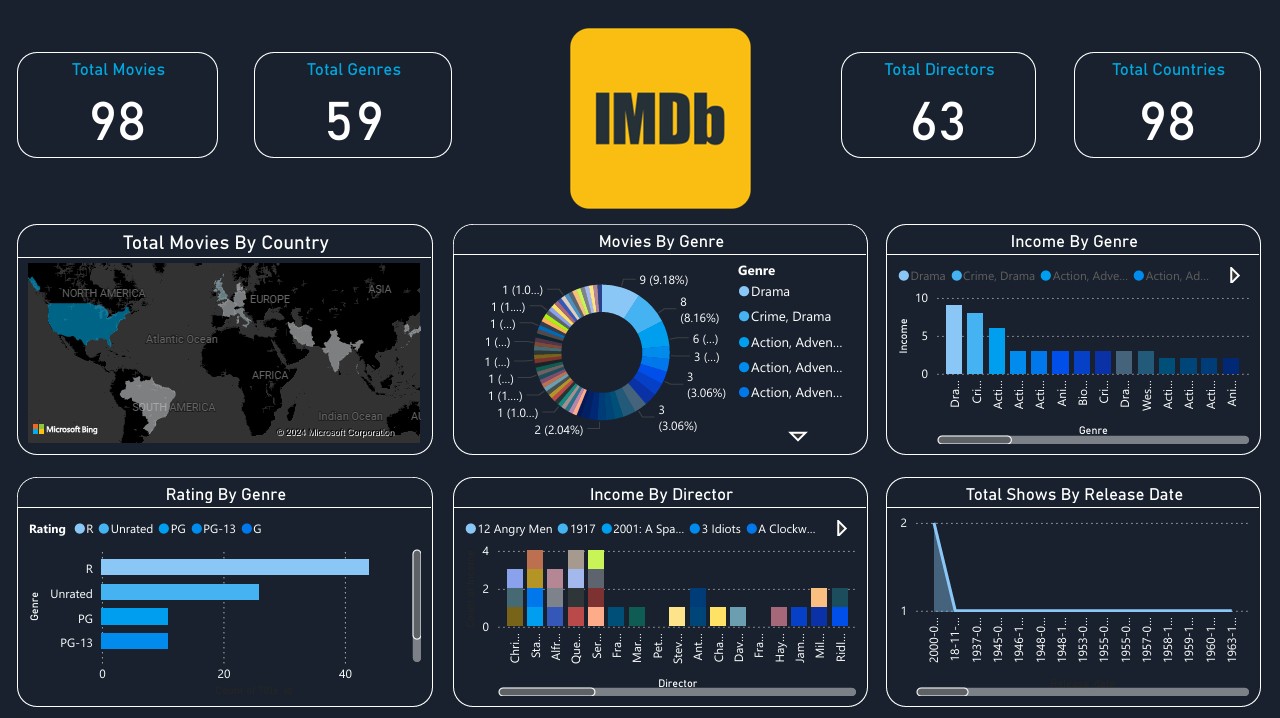 Total Movies
98
Total Genres
59
IMDb
Total Directors
63
Total Countries
98
Total Movies By Country
NORTH AMERICA
EUROPE
ASIA
Atlantic Ocean
AFRICA
SOUTH AMERICA
Indian Ocean
AU
Microsoft Bing
© 2024 Microsoft Corporation
Movies By Genre
9 (9.18%)
8
(8.16%)
6 (...)
3 (...)
3
(3.06%)
3
(3.06%)
2 (2.04%)
1 (1.0...)
1 (1....)
1 (...)
1 (...)
1 (...)
1 (...)
1 (1....)
1 (1.0...)
Genre
Drama
Crime, Drama
Action, Adven...
Action, Adven...
Action, Adven...
Income By Genre
Drama Crime, Drama Action, Adve... Action, Ad...
Income
10
5
0
Dra... Cri... Acti... Acti... Acti... Ani... Bio... Cri... Dra... Wes... Acti... Acti... Acti... Ani...
Genre
Rating By Genre
Rating R Unrated PG PG-13 G
Genre
R
Unrated
PG
PG-13
0 20 40
Income By Director
12 Angry Men 1917 2001: A Spa... 3 Idiots A Clockw...
4
2
0
Chri... Sta... Alfr... Que... Ser... Fra... Mar... Pet... Stev... Ant... Cha... Dav... Fra... Hay... Jam... Mil... Ridl...
Director
Total Shows By Release Date
2
1
2000-0... 18-11-... 1937-0... 1945-0... 1946-1... 1948-0... 1948-1... 1953-0... 1955-0... 1955-0... 1957-0... 1958-1... 1959-1... 1960-1... 1963-1...